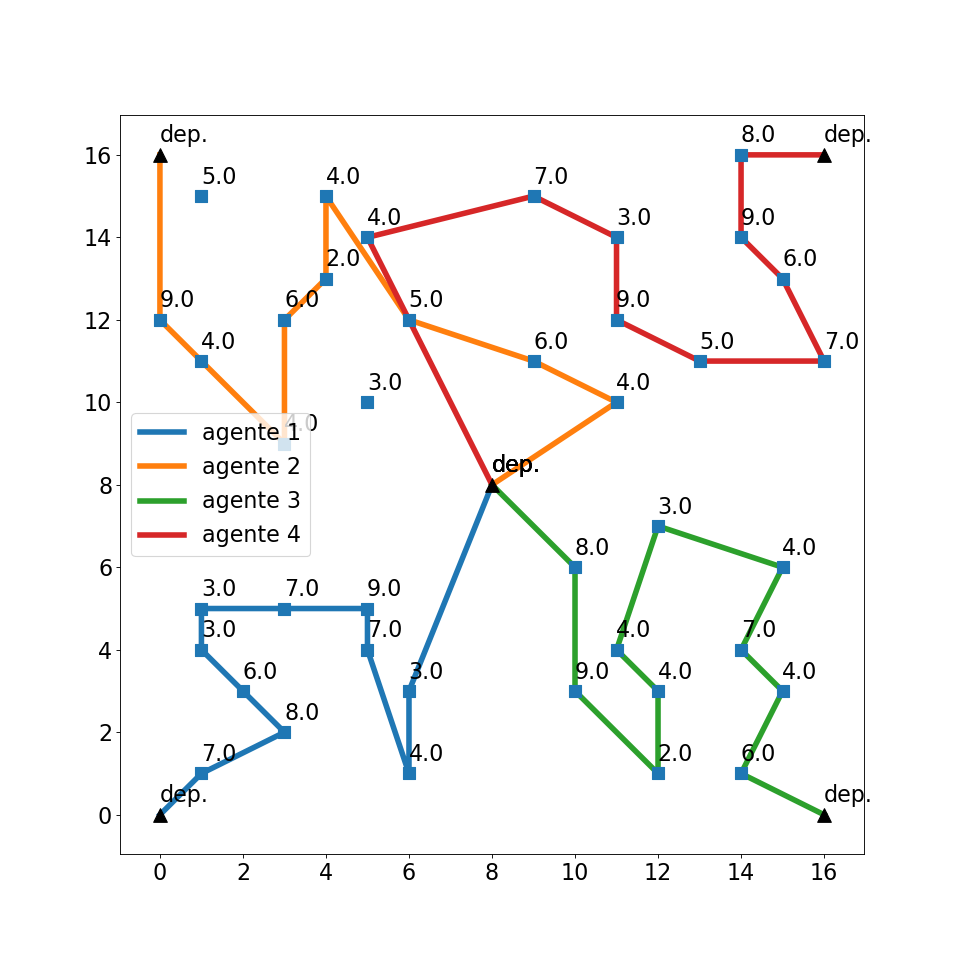 dep. 8.0 dep.
16
5.0 4.0 7.0
4.0 3.0 9.0
14
2.0 6.0
9.0 6.0 5.0 9.0
12
4.0 6.0 5.0 7.0
3.0 4.0
10
4.0
agente 1
agente 2
dep. dep.
8
agente 3
agente 4
3.0
8.0 4.0
6
3.0 7.0 9.0
3.0 7.0 4.0 7.0
4
6.0 3.0 9.0 4.0 4.0
8.0
2
7.0 4.0 2.0 6.0
dep. dep.
0
0 2 4 6 8 10 12 14 16